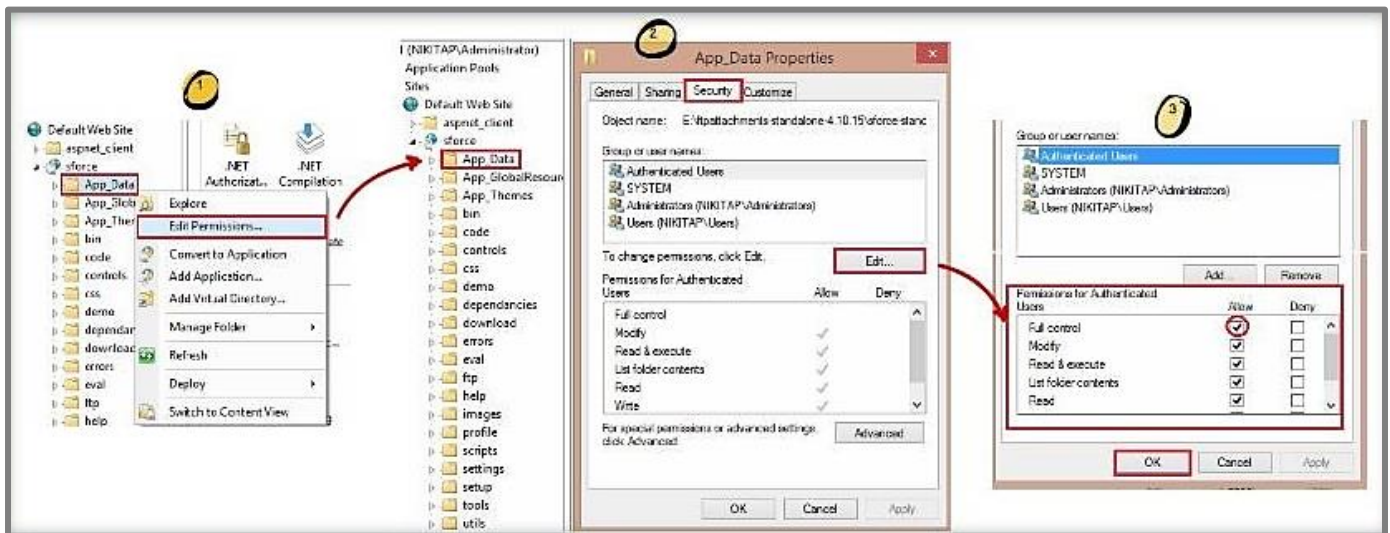 1
Default Web Site
aspnet_client
sforce
App_Data
App_Glob
App_Ther
bin
code
controls
css
demo
dependar
download
errors
eval
ftp
help
.NET
Authorizat...
.NET
Compilation
Explore
Edit Permissions...
Convert to Application
Add Application...
Add Virtual Directory...
Manage Folder
Refresh
Deploy
Switch to Content View
(NIKITAP\Administrator)
Application Pools
Sites
Default Web Site
aspnet_client
sforce
App_Data
App_GlobalResour
App_Themes
bin
code
controls
css
demo
dependancies
download
errors
eval
ftp
help
images
profile
scripts
settings
setup
tools
utils
2
App_Data Properties
General Sharing Security Customize
Object name: E:\ftpattachments-standalone-4.10.15\sforce-stanc
Group or user names:
Authenticated Users
SYSTEM
Administrators (NIKITAP\Administrators)
Users (NIKITAP\Users)
To change permissions, click Edit.
Edit...
Permissions for Authenticated
Users Allow Deny
Full control
Modify
Read & execute
List folder contents
Read
Write
For special permissions or advanced settings,
click Advanced
Advanced
OK Cancel Apply
3
Group or user names:
Authenticated Users
SYSTEM
Administrators (NIKITAP\Administrators)
Users (NIKITAP\Users)
Add... Remove
Permissions for Authenticated
Users Allow Deny
Full control
Modify
Read & execute
List folder contents
Read
OK Cancel Apply